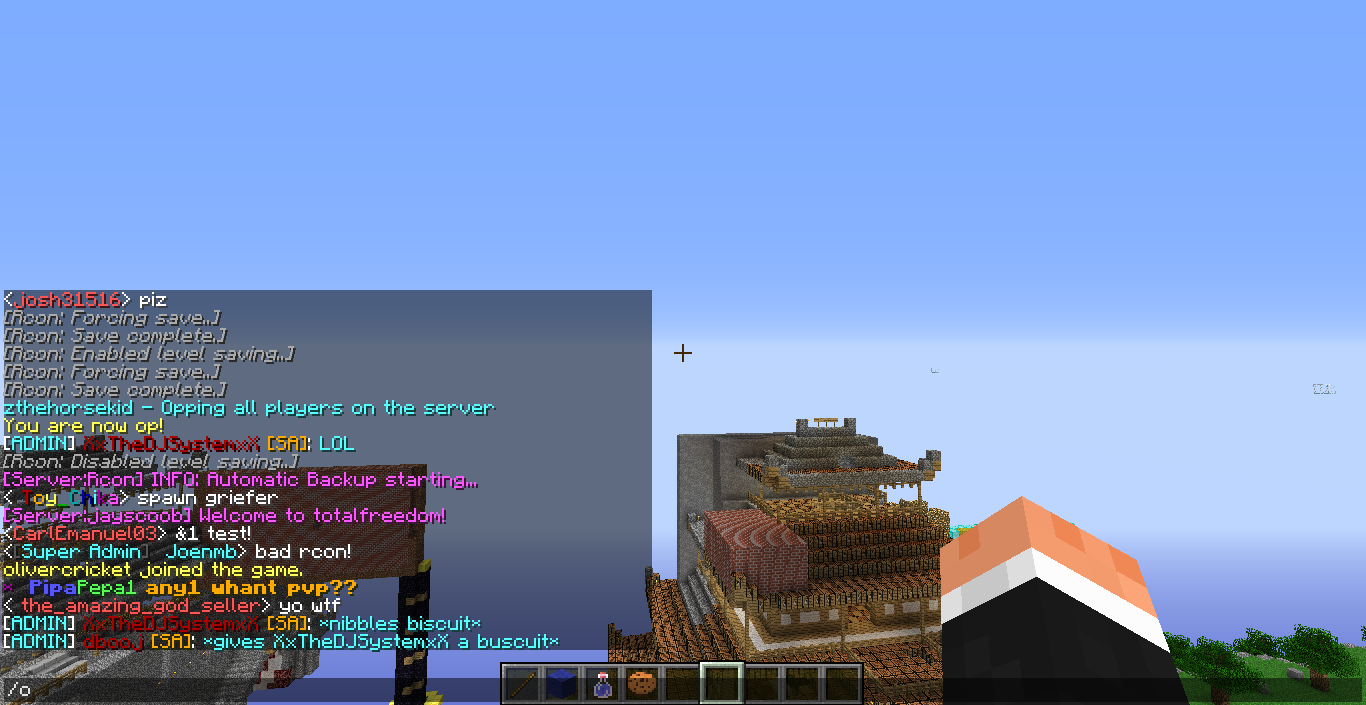 <.josh31516> piz
[Rcon: Forcing save..]
[Rcon: Save complete.]
[Rcon: Enabled level saving..]
[Rcon: Forcing save..]
[Rcon: Save complete.]
zthehorsekid - Opping all players on the server
You are now op!
[ADMIN] XxTheDJSystemxX [SA]: LOL
[Rcon: Disabled level saving..]
[Server:Rcon] INFO: Automatic Backup starting...
< Toy_Chika> spawn griefer
[Server:jayscoob] Welcome to totalfreedom!
<CarlEmanuel03> &1 test!
<[Super Admin] Joenmb> bad rcon!
olivercricket joined the game.
* PipaPepa1 any1 whant pvp??
< the_amazing_god_seller> yo wtf
[ADMIN] XxTheDJSystemxX [SA]: *nibbles biscuit*
[ADMIN] dboo.j [SA]: *gives XxTheDJSystemxX a buscuit*
/o